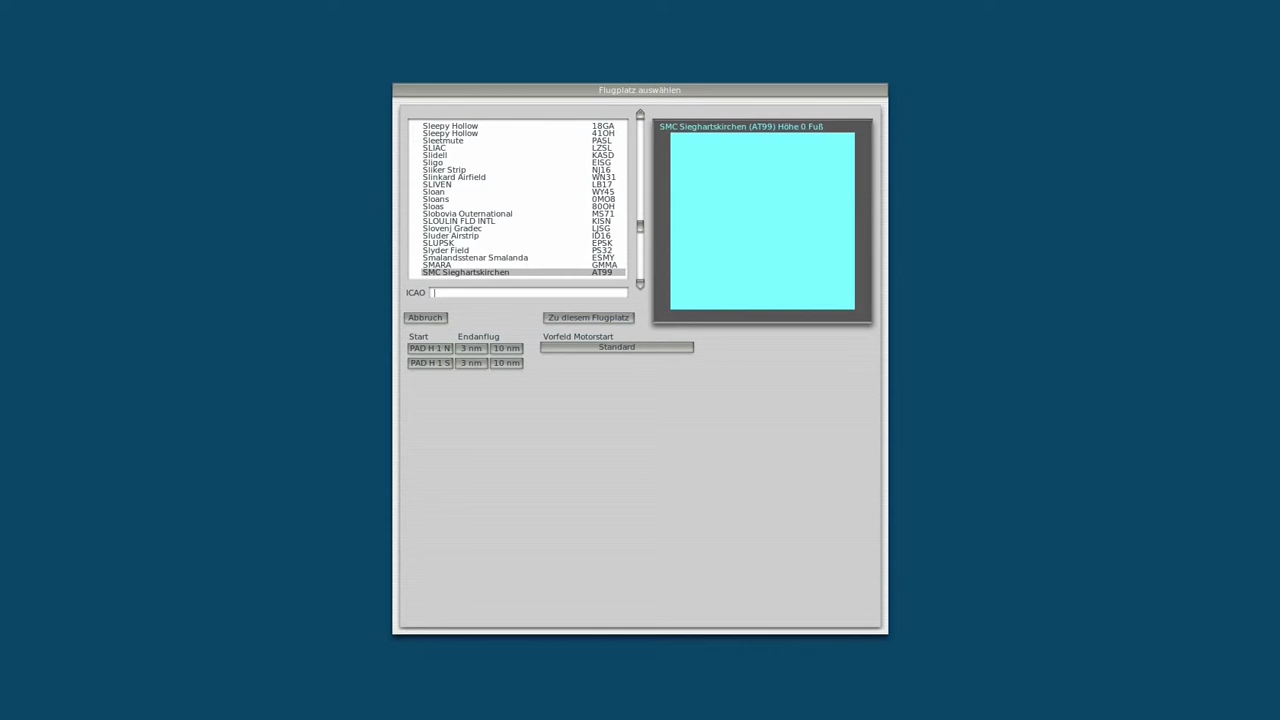 Flugplatz auswählen
SMC Sieghartskirchen (AT99) Höhe 0 Fuß
Sleepy Hollow 18GA
Sleepy Hollow 41OH
Sleetmute PASL
SLIAC LZSL
Slidell KASD
Sligo EISG
Sliker Strip NJ16
Slinkard Airfield WN31
SLIVEN LB17
Sloan WY45
Sloans 0MO8
Sloas 80OH
Slobovia Outernational MS71
SLOULIN FLD INTL KISN
Slovenj Gradec LJSG
Sluder Airstrip ID16
SLUPSK EPSK
Slyder Field PS32
Smalandsstenar Smalanda ESMY
SMARA GMMA
SMC Sieghartskirchen AT99
ICAO
Abbruch Zu diesem Flugplatz
Start Endanflug Vorfeld Motorstart
PAD H 1 N 3 nm 10 nm Standard
PAD H 1 S 3 nm 10 nm